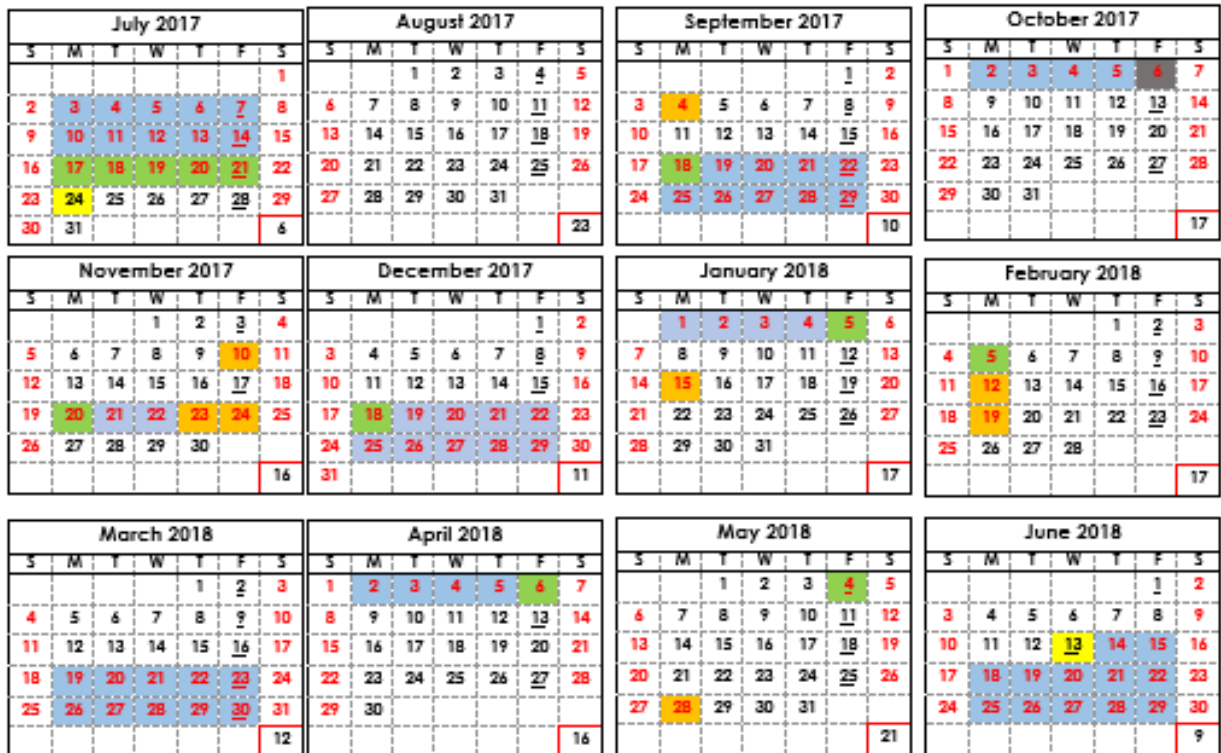 July 2017
S M T W T F S
1
2 3 4 5 6 7 8
9 10 11 12 13 14 15
16 17 18 19 20 21 22
23 24 25 26 27 28 29
30 31 6
August 2017
S M T W T F S
1 2 3 4 5
6 7 8 9 10 11 12
13 14 15 16 17 18 19
20 21 22 23 24 25 26
27 28 29 30 31
23
September 2017
S M T W T F S
1 2
3 4 5 6 7 8 9
10 11 12 13 14 15 16
17 18 19 20 21 22 23
24 25 26 27 28 29 30
10
October 2017
S M T W T F S
1 2 3 4 5 6 7
8 9 10 11 12 13 14
15 16 17 18 19 20 21
22 23 24 25 26 27 28
29 30 31
17
November 2017
S M T W T F S
1 2 3 4
5 6 7 8 9 10 11
12 13 14 15 16 17 18
19 20 21 22 23 24 25
26 27 28 29 30
16
December 2017
S M T W T F S
1 2
3 4 5 6 7 8 9
10 11 12 13 14 15 16
17 18 19 20 21 22 23
24 25 26 27 28 29 30
31 11
January 2018
S M T W T F S
1 2 3 4 5 6
7 8 9 10 11 12 13
14 15 16 17 18 19 20
21 22 23 24 25 26 27
28 29 30 31
17
February 2018
S M T W T F S
1 2 3
4 5 6 7 8 9 10
11 12 13 14 15 16 17
18 19 20 21 22 23 24
25 26 27 28
17
March 2018
S M T W T F S
1 2 3
4 5 6 7 8 9 10
11 12 13 14 15 16 17
18 19 20 21 22 23 24
25 26 27 28 29 30 31
12
April 2018
S M T W T F S
1 2 3 4 5 6 7
8 9 10 11 12 13 14
15 16 17 18 19 20 21
22 23 24 25 26 27 28
29 30
16
May 2018
S M T W T F S
1 2 3 4 5
6 7 8 9 10 11 12
13 14 15 16 17 18 19
20 21 22 23 24 25 26
27 28 29 30 31
21
June 2018
S M T W T F S
1 2
3 4 5 6 7 8 9
10 11 12 13 14 15 16
17 18 19 20 21 22 23
24 25 26 27 28 29 30
9